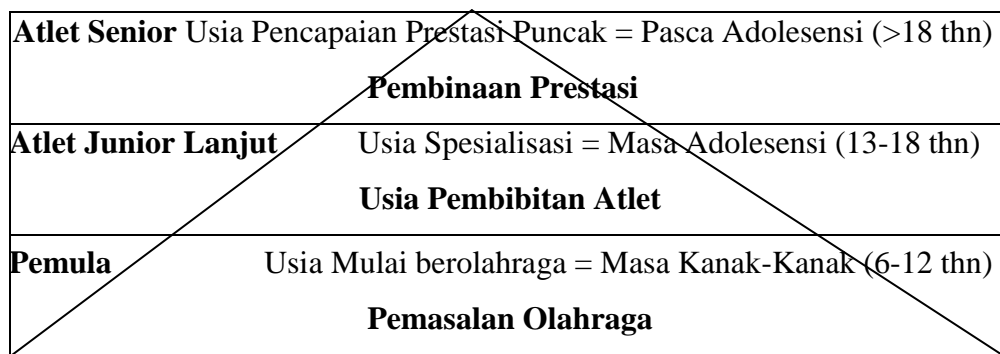 Atlet Senior Usia Pencapaian Prestasi Puncak = Pasca Adolesensi (>18 thn)
Pembinaan Prestasi
Atlet Junior Lanjut Usia Spesialisasi = Masa Adolesensi (13-18 thn)
Usia Pembibitan Atlet
Pemula Usia Mulai berolahraga = Masa Kanak-Kanak (6-12 thn)
Pemasalan Olahraga